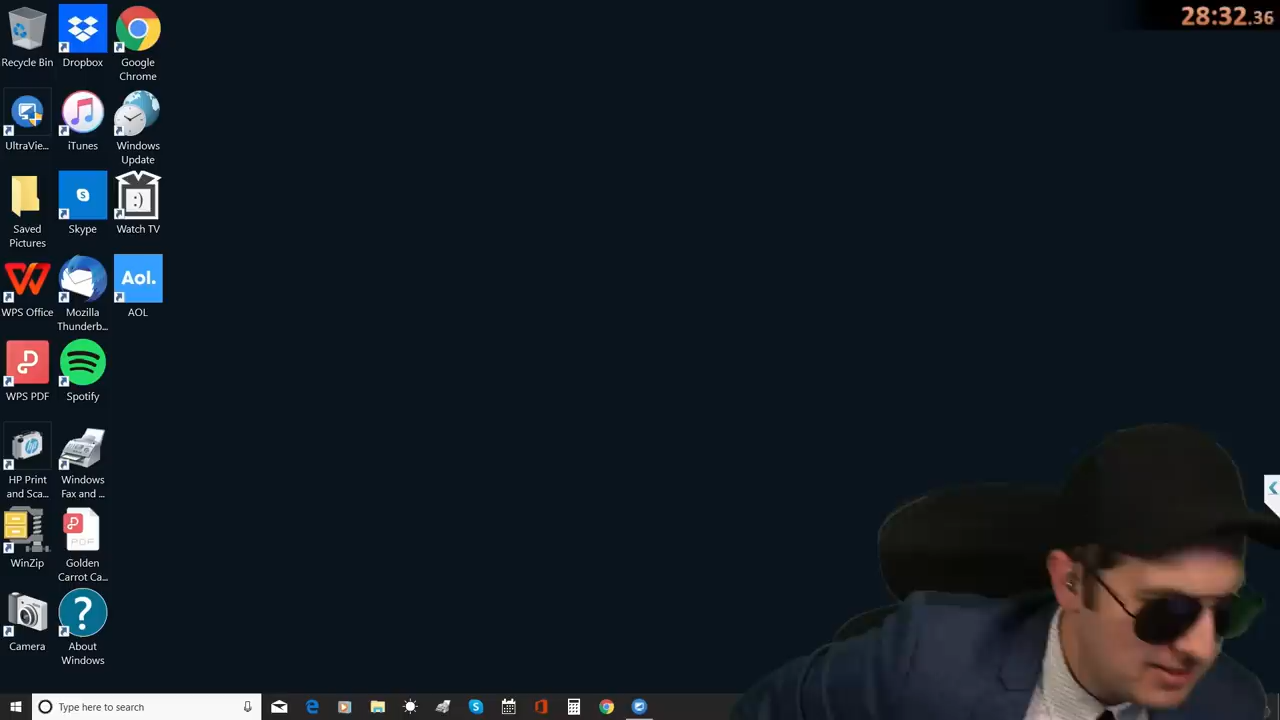 28:32.36
Recycle Bin
Dropbox
Google
Chrome
UltraVie...
iTunes
Windows
Update
Saved
Pictures
Skype
:)
Watch TV
WPS Office
Mozilla
Thunderb...
Aol.
AOL
WPS PDF
Spotify
HP Print
and Sca...
Windows
Fax and ...
WinZip
PDF
Golden
Carrot Ca...
Camera
?
About
Windows
Type here to search